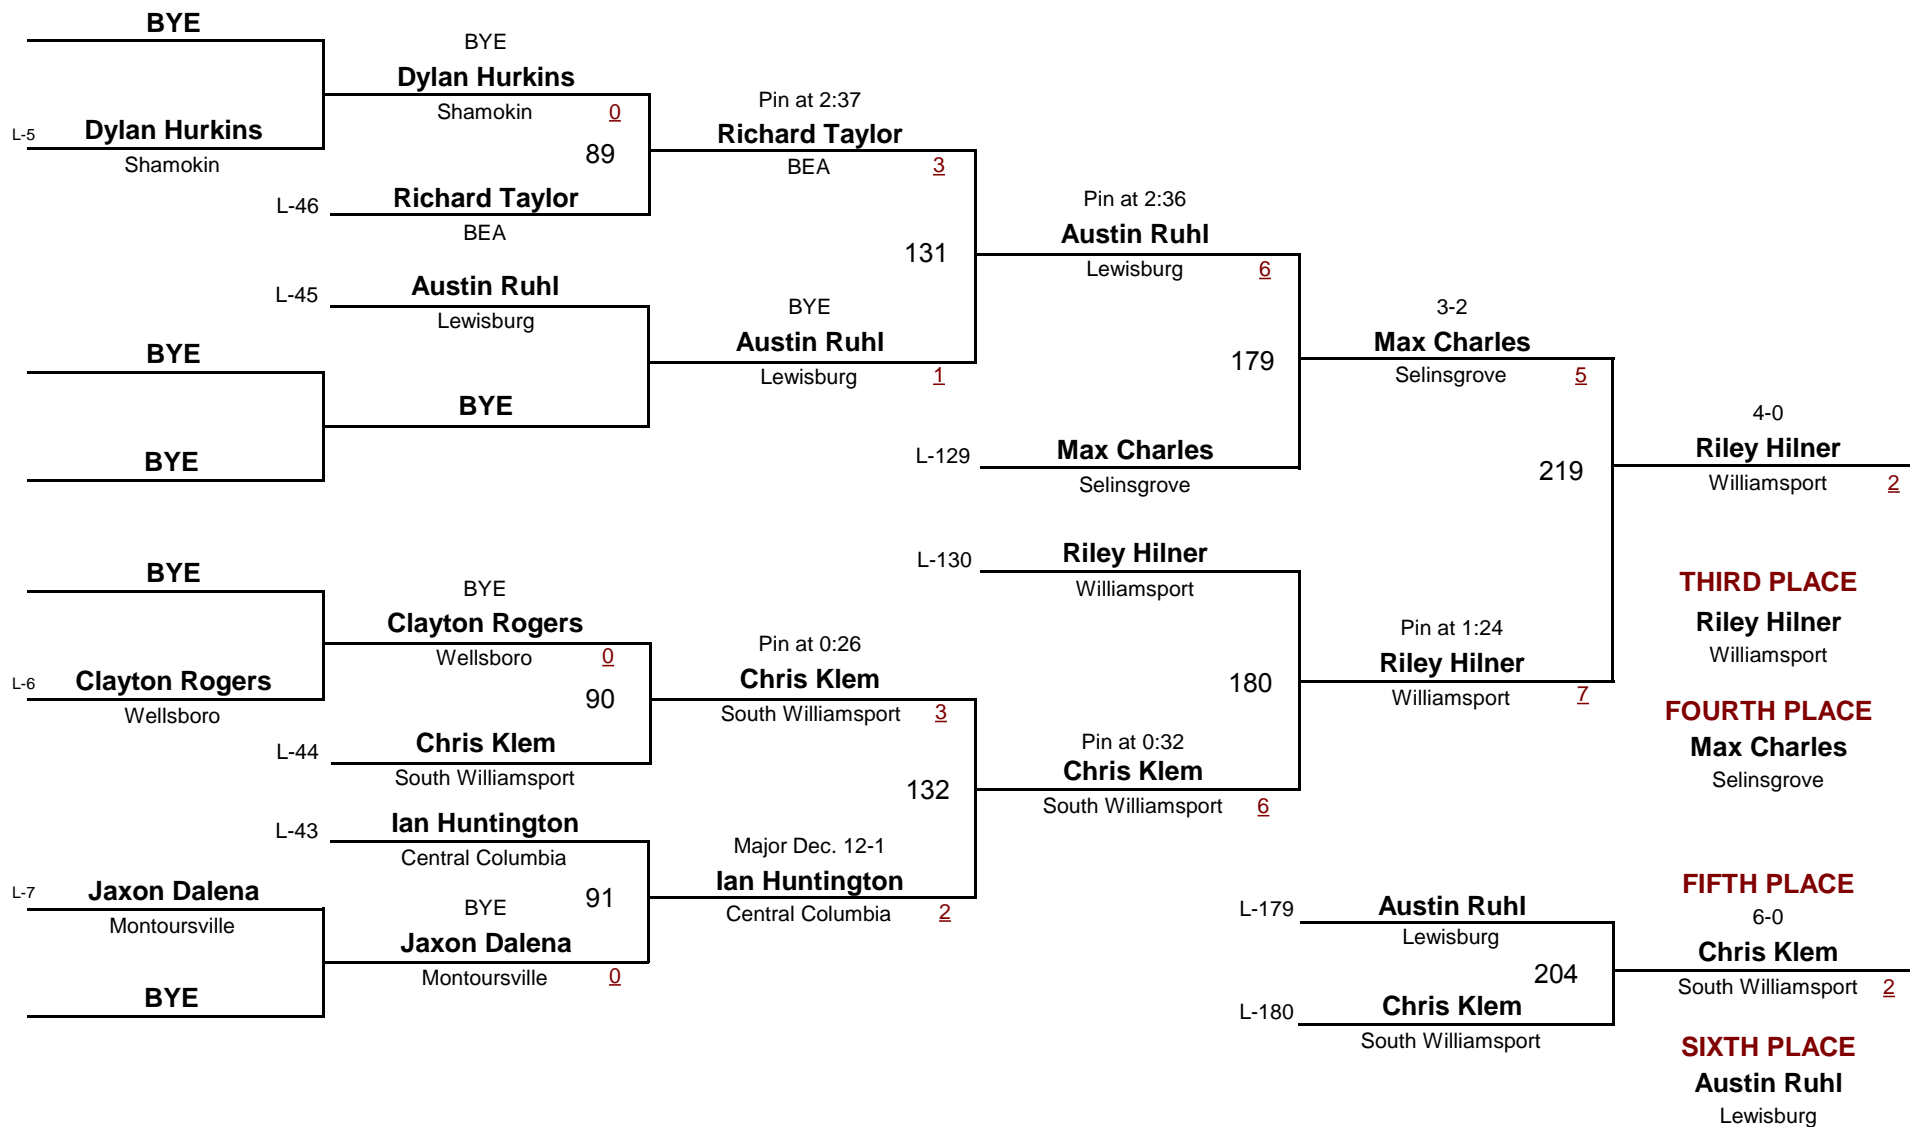 BYE
BYE
Dylan Hurkins
Shamokin
0
L-5
Dylan Hurkins
Shamokin
89
Pin at 2:37
Richard Taylor
BEA
3
L-46
Richard Taylor
BEA
131
Pin at 2:36
Austin Ruhl
Lewisburg
6
L-45
Austin Ruhl
Lewisburg
BYE
Austin Ruhl
Lewisburg
1
BYE
BYE
BYE
179
3-2
Max Charles
Selinsgrove
5
L-129
Max Charles
Selinsgrove
219
4-0
Riley Hilner
Williamsport
2
L-130
Riley Hilner
Williamsport
BYE
BYE
Clayton Rogers
Wellsboro
0
L-6
Clayton Rogers
Wellsboro
90
Pin at 0:26
Chris Klem
South Williamsport
3
L-44
Chris Klem
South Williamsport
180
Pin at 1:24
Riley Hilner
Williamsport
7
THIRD PLACE
Riley Hilner
Williamsport
FOURTH PLACE
Max Charles
Selinsgrove
132
Pin at 0:32
Chris Klem
South Williamsport
6
L-43
Ian Huntington
Central Columbia
Major Dec. 12-1
Ian Huntington
Central Columbia
2
L-7
Jaxon Dalena
Montoursville
91
BYE
Jaxon Dalena
Montoursville
0
BYE
L-179
Austin Ruhl
Lewisburg
204
L-180
Chris Klem
South Williamsport
FIFTH PLACE
6-0
Chris Klem
South Williamsport
2
SIXTH PLACE
Austin Ruhl
Lewisburg